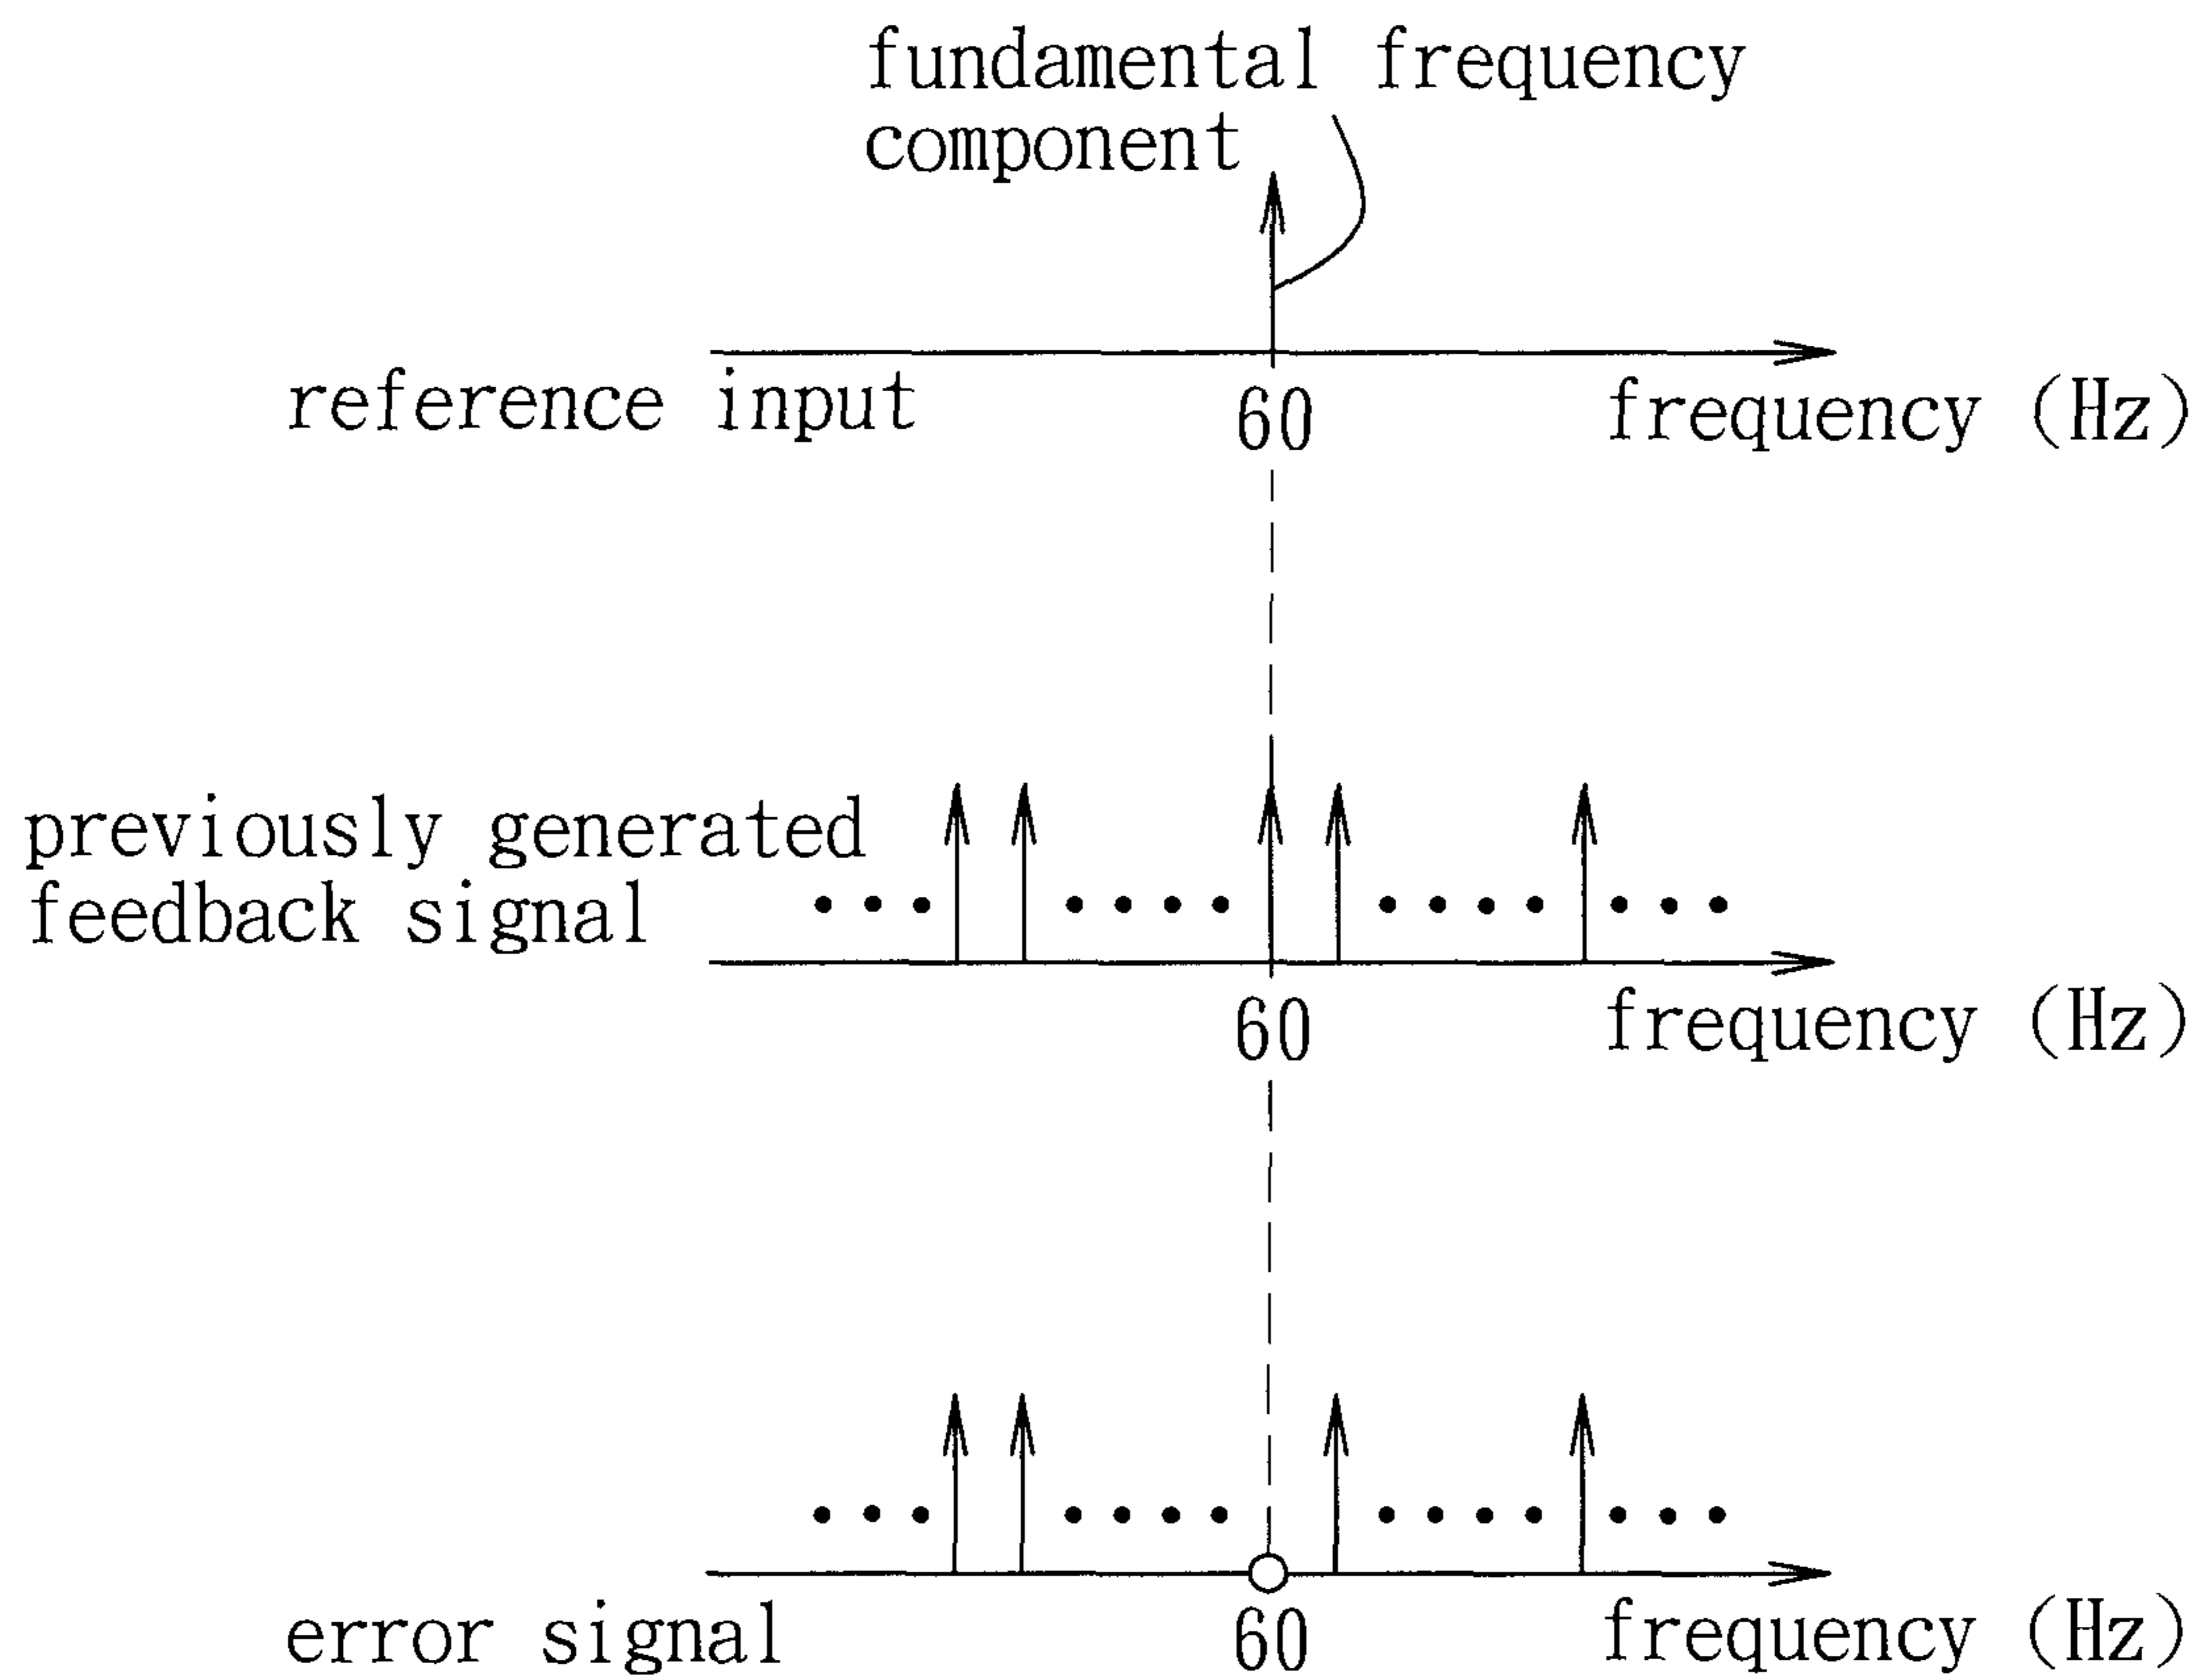 fundamental frequency
component
reference input
60
frequency (Hz)
previously generated
feedback signal
60
frequency (Hz)
error signal
60
frequency (Hz)